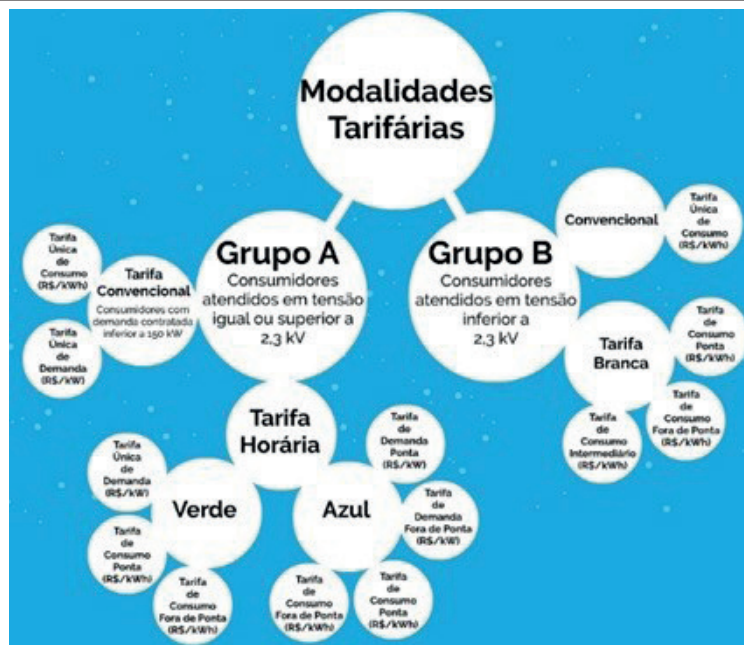 Modalidades
Tarifárias
Grupo A
Consumidores
atendidos em tensão
igual ou superior a
2,3 kV
Tarifa
Convencional
Consumidores com
demanda contratada
inferior a 150 kW
Tarifa
Única
de
Consumo
(R$/kWh)
Tarifa
Única
de
Demanda
(R$/kW)
Tarifa
Horária
Verde
Tarifa
Única
de
Demanda
(R$/kW)
Tarifa
de
Consumo
Ponta
(R$/kWh)
Tarifa
de
Consumo
Fora de Ponta
(R$/kWh)
Azul
Tarifa
de
Demanda
Ponta
(R$/kW)
Tarifa
de
Demanda
Fora de Ponta
(R$/kW)
Tarifa
de
Consumo
Fora de Ponta
(R$/kWh)
Tarifa
de
Consumo
Ponta
(R$/kWh)
Grupo B
Consumidores
atendidos em tensão
inferior a
2,3 kV
Convencional
Tarifa
Única
de Consumo
(R$/kWh)
Tarifa
Branca
Tarifa
de
Consumo
Ponta
(R$/kWh)
Tarifa
de
Consumo
Fora de Ponta
(R$/kWh)
Tarifa
de
Consumo
Intermediário
(R$/kWh)